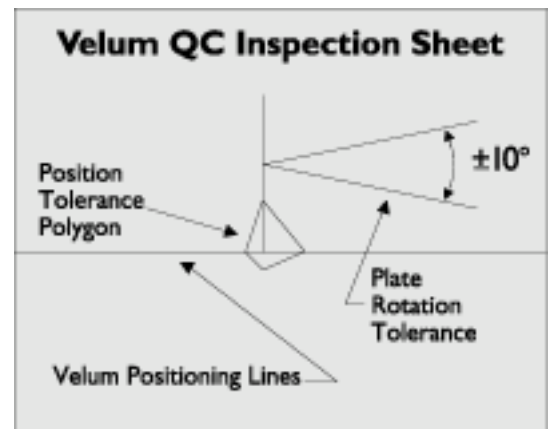 Velum QC Inspection Sheet
±10°
Position
Tolerance
Polygon
Plate
Rotation
Tolerance
Velum Positioning Lines